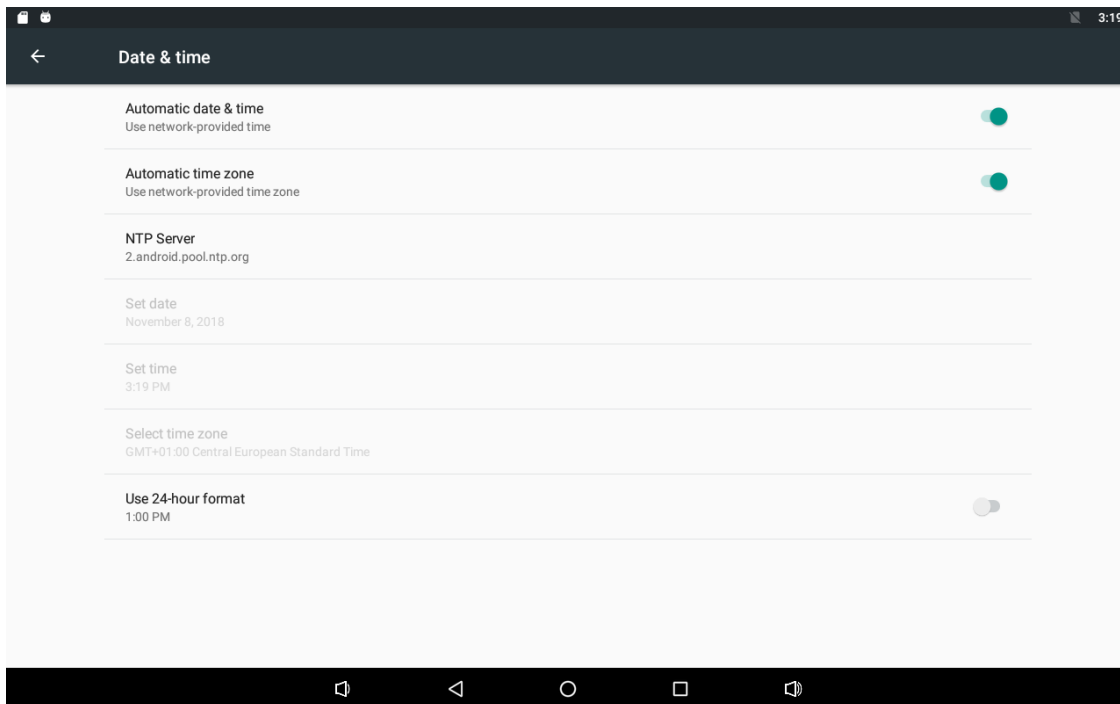 3:19
Date & time
Automatic date & time
Use network-provided time
Automatic time zone
Use network-provided time zone
NTP Server
2.android.pool.ntp.org
Set date
November 8, 2018
Set time
3:19 PM
Select time zone
GMT+01:00 Central European Standard Time
Use 24-hour format
1:00 PM